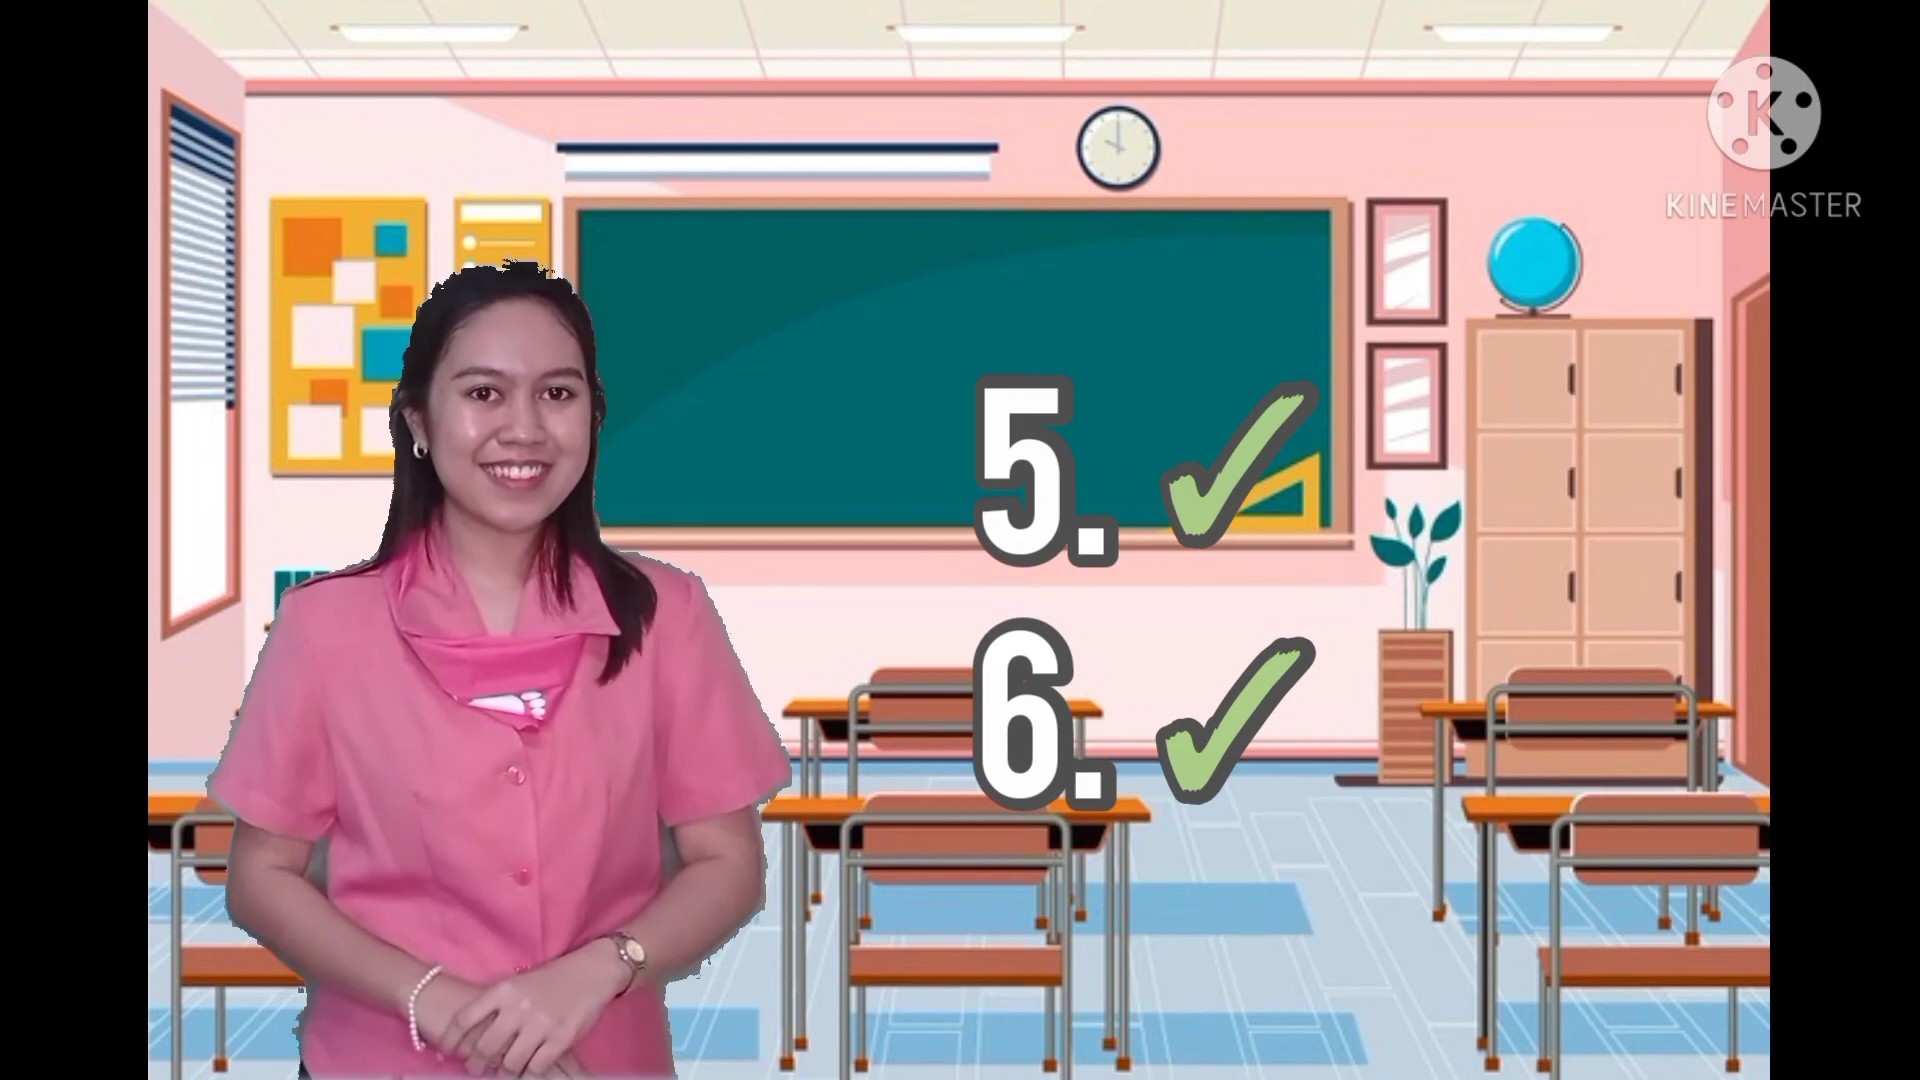 K
KINEMASTER
5. ✓
6. ✓